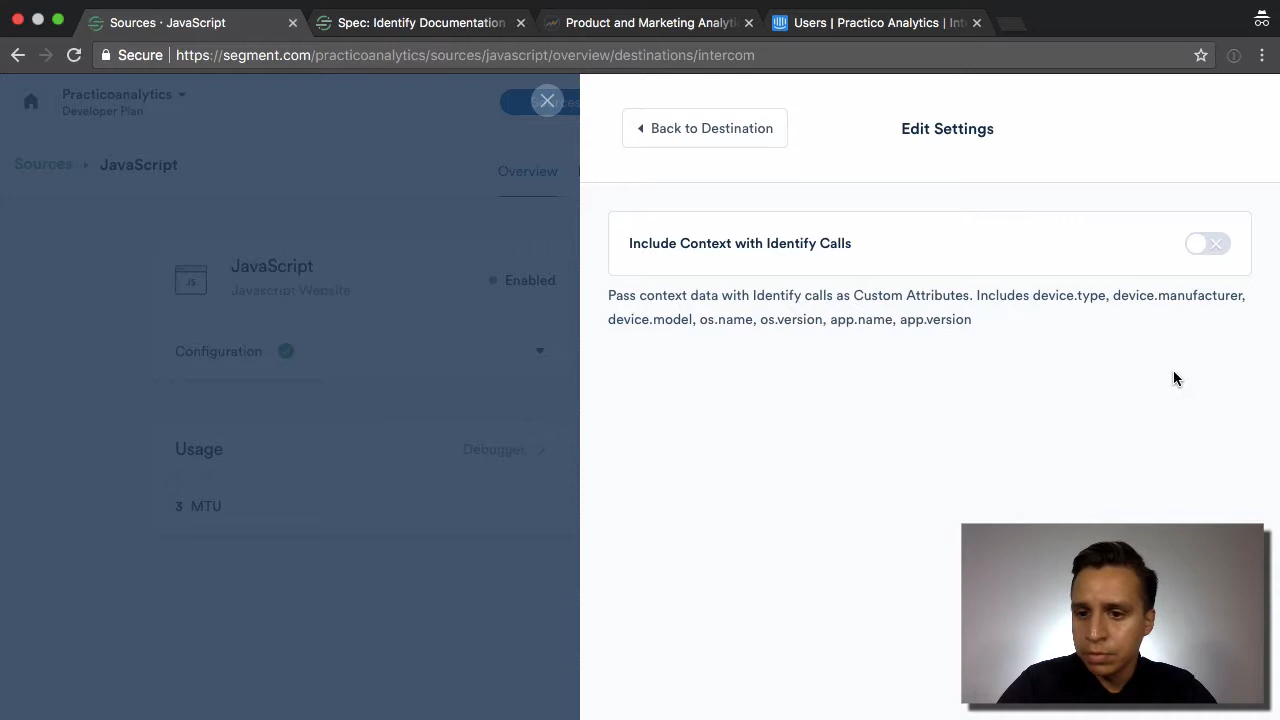 Sources · JavaScript
Spec: Identify Documentation
Product and Marketing Analyti
Users | Practico Analytics | Int
Secure
https://segment.com/practicoanalytics/sources/javascript/overview/destinations/intercom
Practicoanalytics
Developer Plan
Sources
Back to Destination
Edit Settings
Sources
JavaScript
Overview
Include Context with Identify Calls
JavaScript
Javascript Website
JS
Enabled
Pass context data with Identify calls as Custom Attributes. Includes device.type, device.manufacturer,
device.model, os.name, os.version, app.name, app.version
Configuration
Usage
Debugger
3 MTU